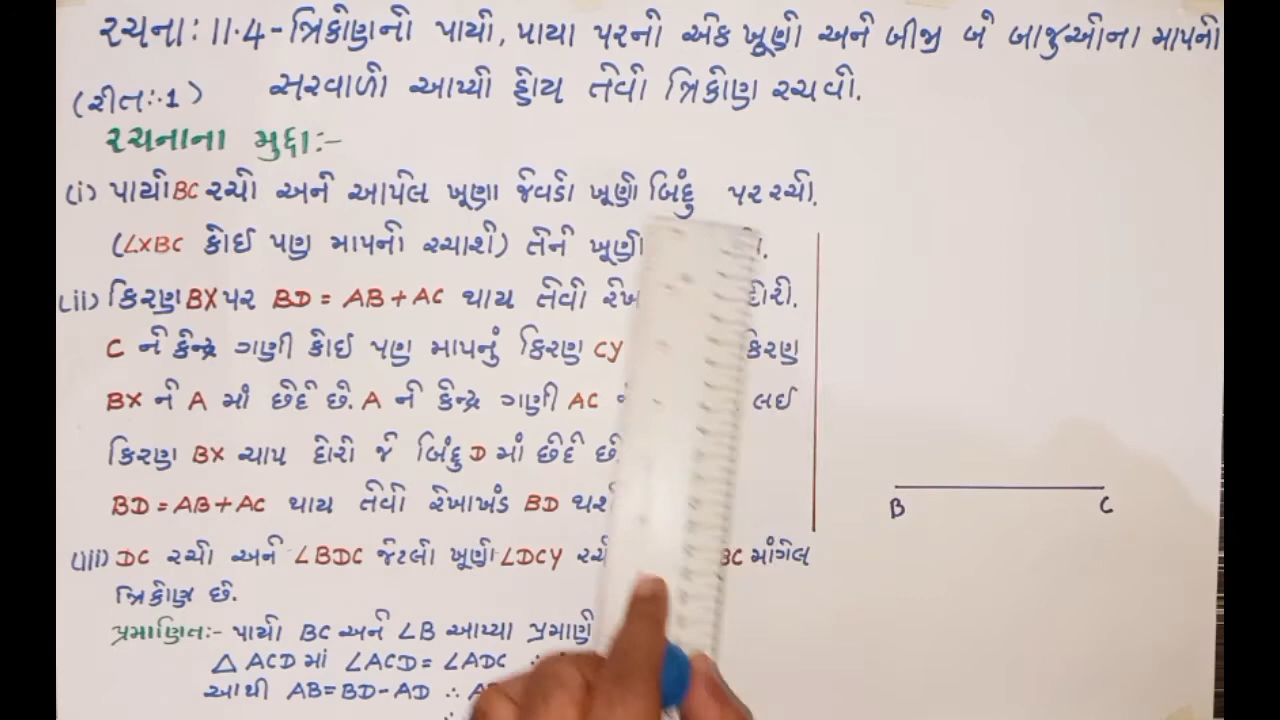 રચના: 11.4 - ત્રિકોણનો પાયો, પાયા પરનો એક ખૂણો અને બીજી બે બાજુઓના માપનો
(રીત:-1) સરવાળો આપ્યો હોય તેવો ત્રિકોણ રચવો.
રચનાના મુદ્દા:-
(i) પાયો BC રચો અને આપેલ ખૂણા જેવડો ખૂણો બિંદુ પર રચો.
(∠XBC કોઈ પણ માપનો રચાશે) તેને ખૂણો
(ii) કિરણ BX પર BD = AB + AC થાય તેવો દોરો.
C ને કેન્દ્ર ગણી કોઈ પણ માપનું કિરણ CY કિરણ
BX ને A માં છેદે છે. A ને કેન્દ્ર ગણી AC લઈ
કિરણ BX ચાપ દોરો જે બિંદુ D માં છેદે છે
BD = AB + AC થાય તેવો રેખાખંડ BD થશે
(iii) DC રચો અને ∠BDC જેટલો ખૂણો ∠DCY BC માંગેલ
ત્રિકોણ છે.
પ્રમાણિત:- પાયો BC અને ∠B આપ્યા પ્રમાણે
△ ACD માં ∠ACD = ∠ADC ∴
આથી AB = BD - AD ∴
B C